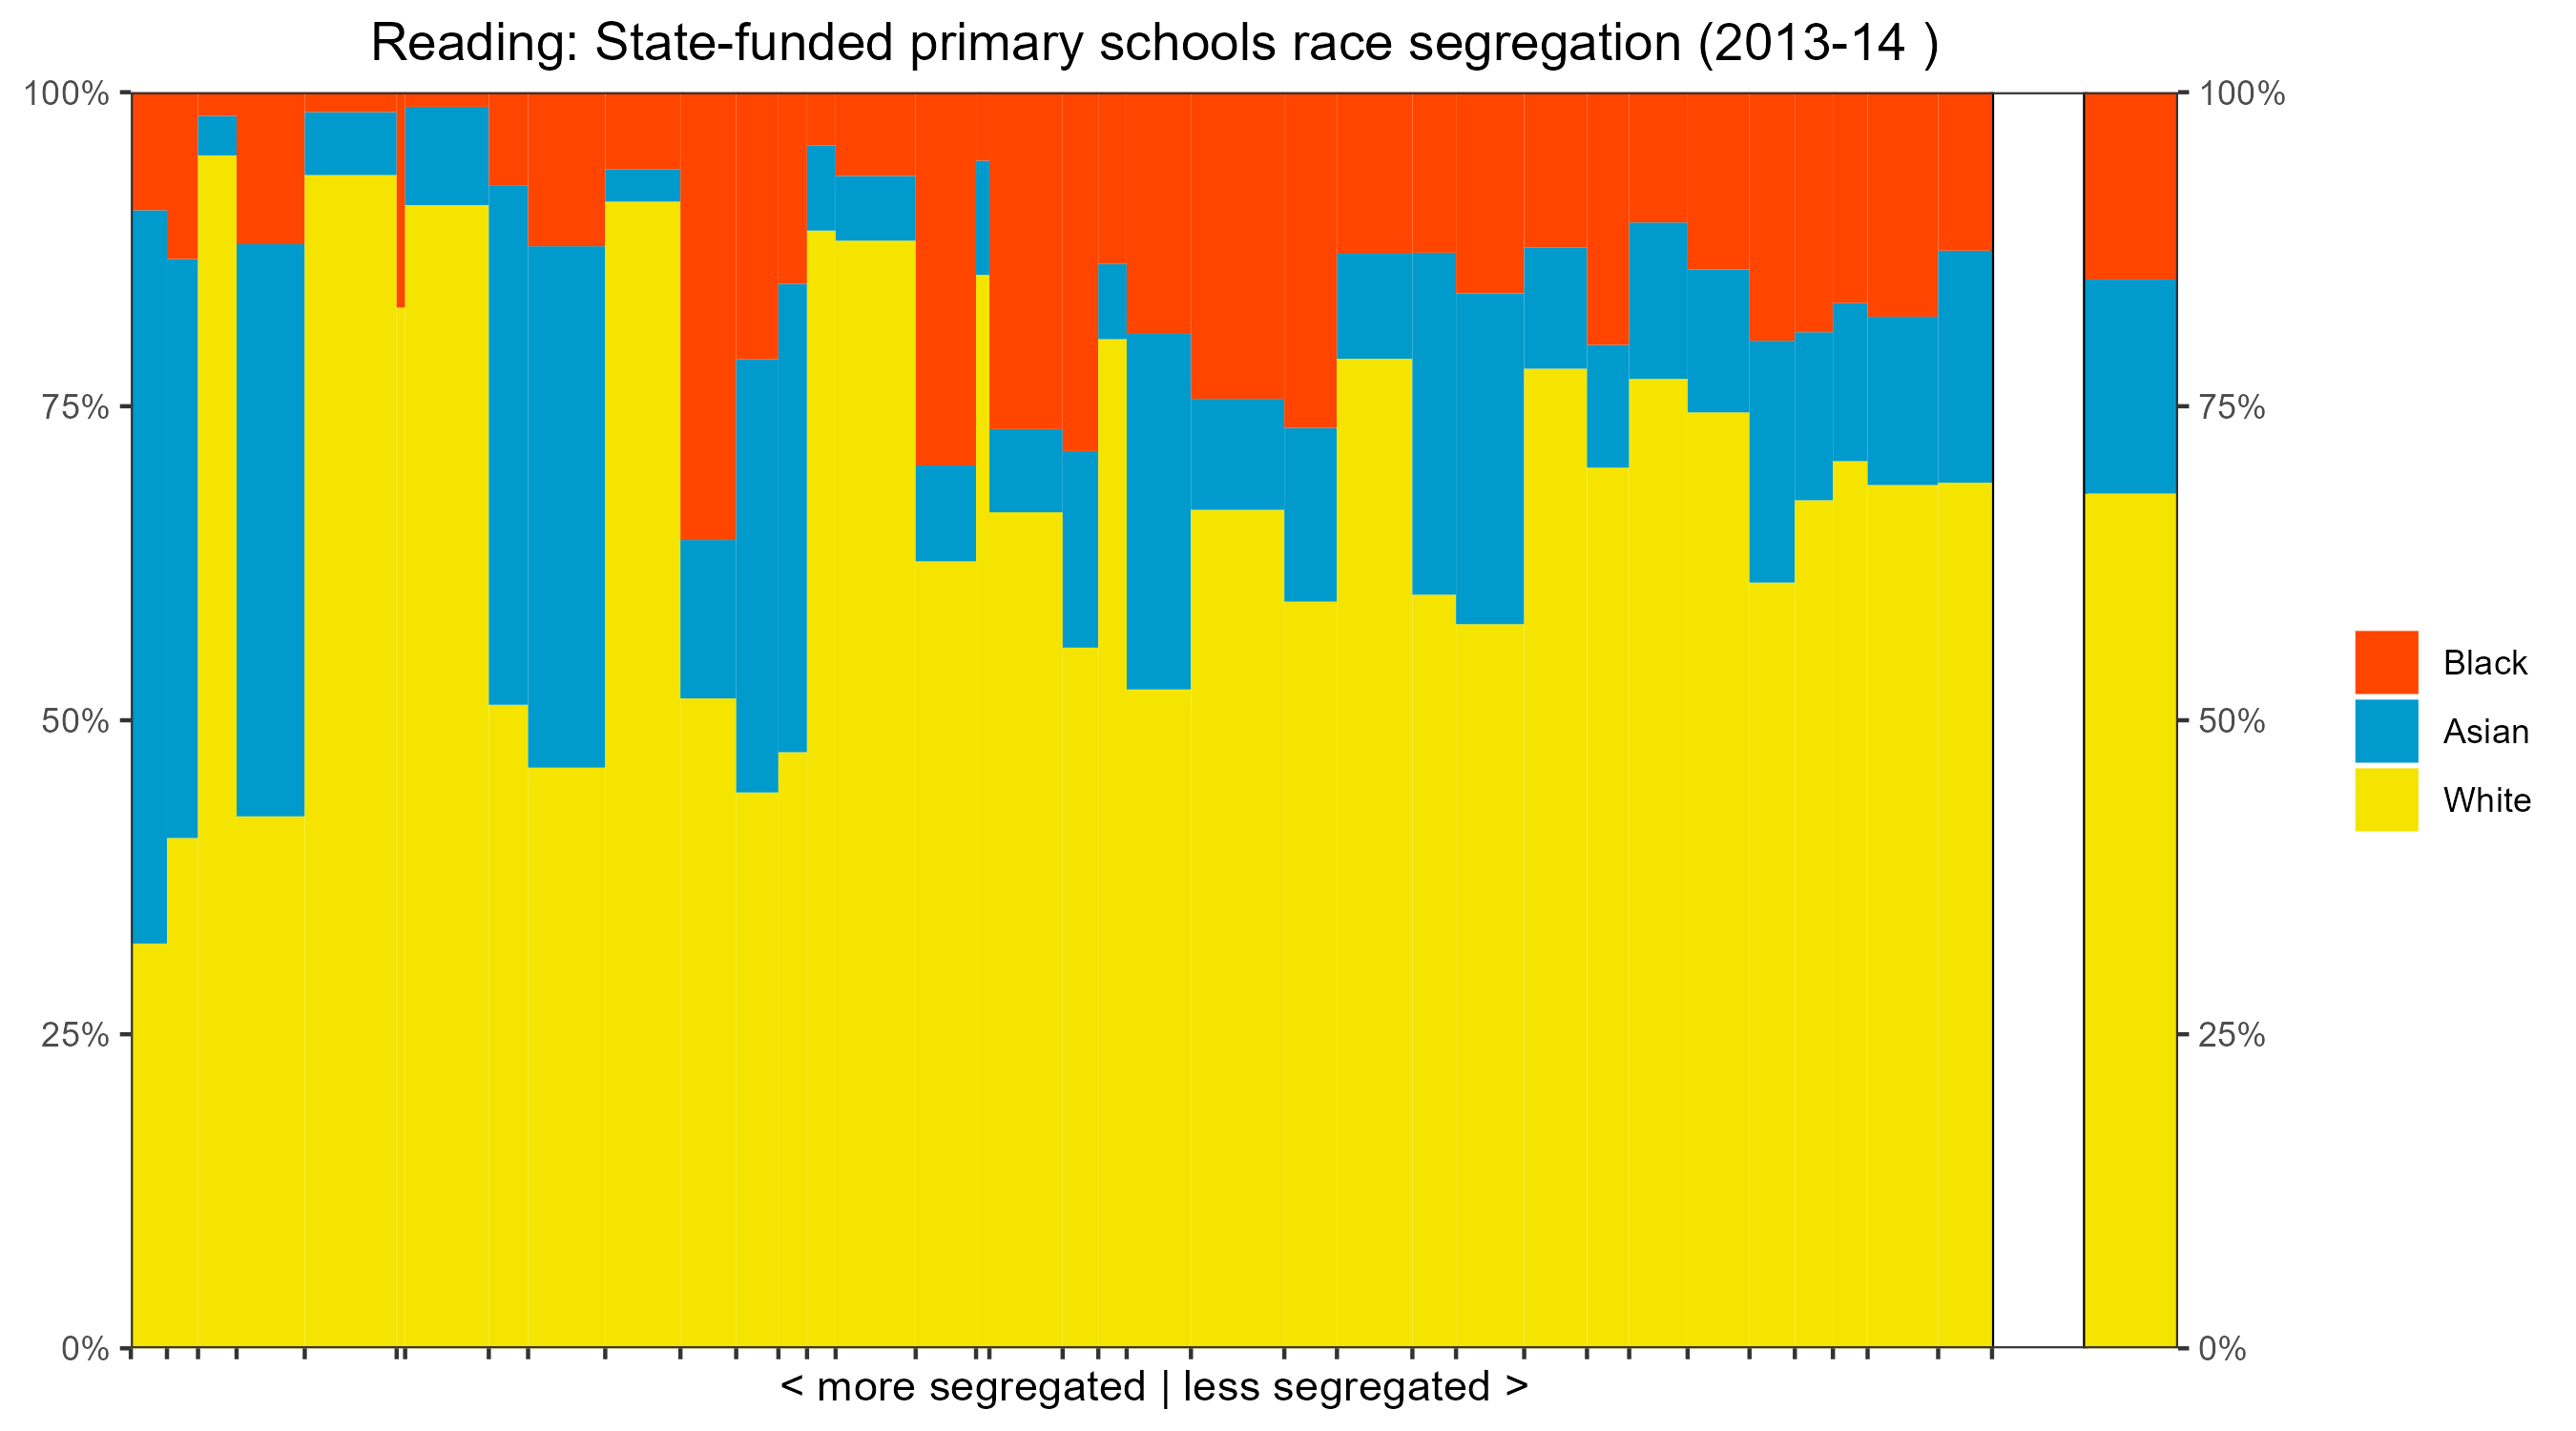 Reading: State-funded primary schools race segregation (2013-14 )
100%
75%
50%
25%
0%
100%
75%
50%
25%
0%
Black
Asian
White
< more segregated | less segregated >